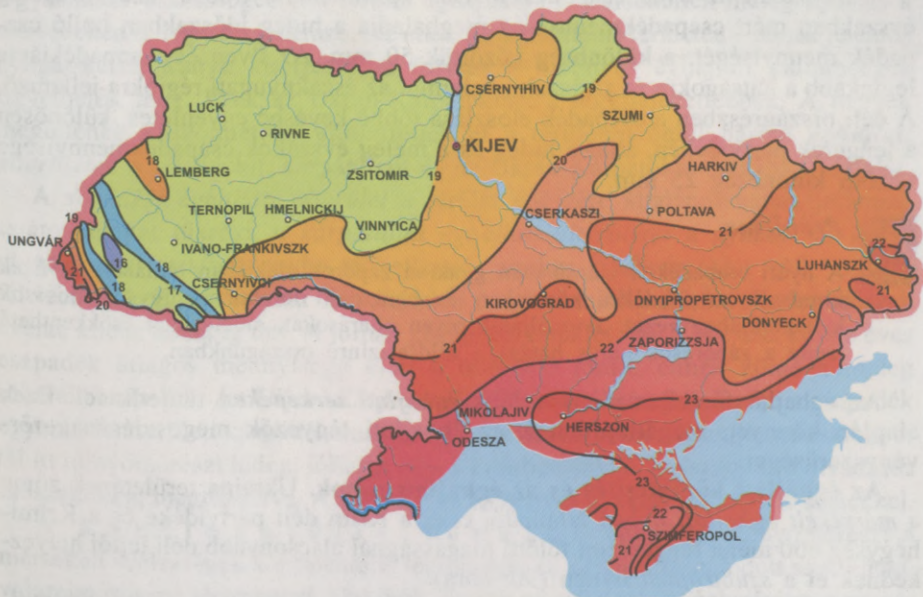 CSERNYIHIV
19
SZUMI
LUCK
RIVNE
KIJEV
18
LEMBERG
ZSITOMIR
19
20
HARKIV
19
TERNOPIL
HMELNICKIJ
CSERKASZI
POLTAVA
UNGVÁR
VINNYICA
21
22
IVANO-FRANKIVSZK
16
18
LUHANSZK
21
CSERNYIVCI
17
18
20
KIROVOGRAD
DNYIPROPETROVSZK
21
DONYECK
21
22
ZAPORIZZSJA
MIKOLAJIV
23
HERSZON
ODESZA
23
22
SZIMFEROPOL
21